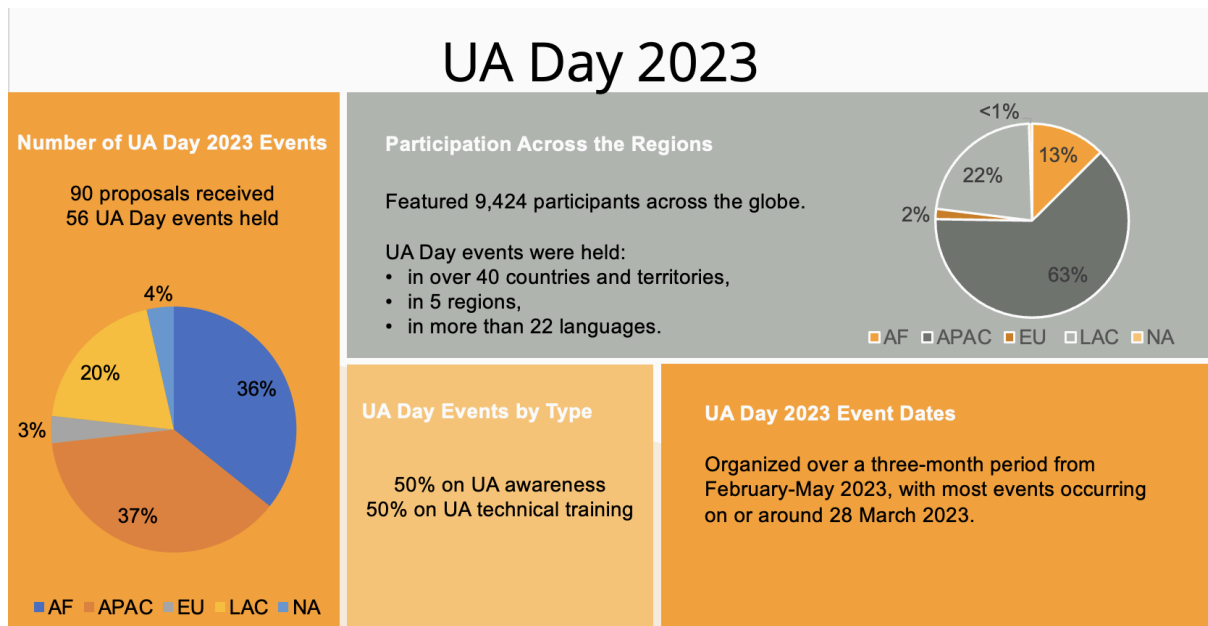 UA Day 2023
Number of UA Day 2023 Events
90 proposals received
56 UA Day events held
4%
36%
20%
3%
37%
AF APAC EU LAC NA
Participation Across the Regions
Featured 9,424 participants across the globe.
UA Day events were held:
• in over 40 countries and territories,
• in 5 regions,
• in more than 22 languages.
<1%
13%
22%
2%
63%
AF APAC EU LAC NA
UA Day Events by Type
50% on UA awareness
50% on UA technical training
UA Day 2023 Event Dates
Organized over a three-month period from
February-May 2023, with most events occurring
on or around 28 March 2023.